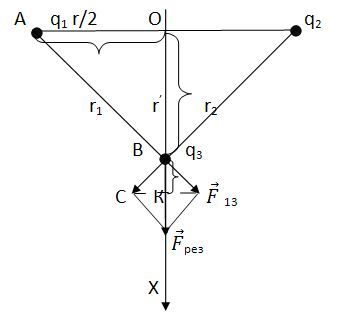 A q₁ r/2 O q₂
r₁ r′ r₂
B q₃
C K F⃗ ₁₃
F⃗рез
X